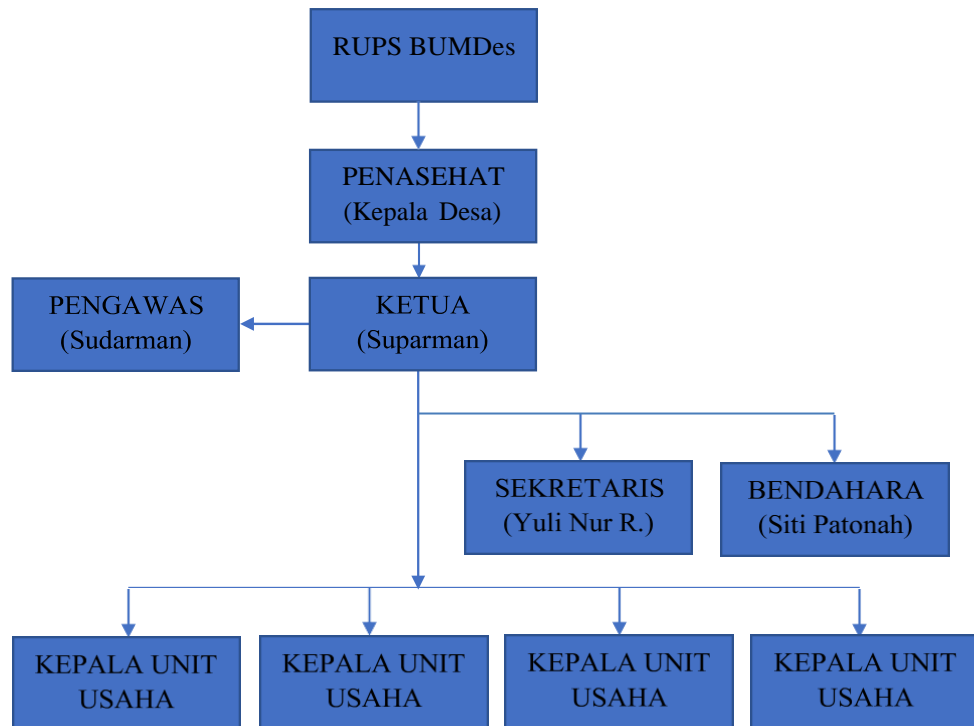 RUPS BUMDes
PENASEHAT
(Kepala Desa)
PENGAWAS
(Sudarman)
KETUA
(Suparman)
SEKRETARIS
(Yuli Nur R.)
BENDAHARA
(Siti Patonah)
KEPALA UNIT
USAHA
KEPALA UNIT
USAHA
KEPALA UNIT
USAHA
KEPALA UNIT
USAHA